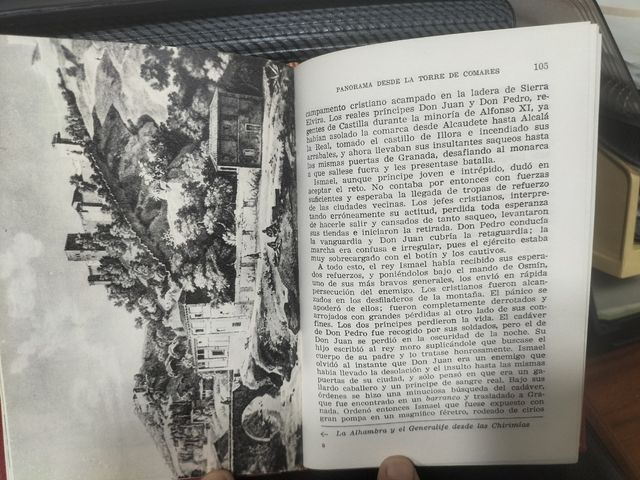 PANORAMA DESDE LA TORRE DE COMARES 105
campamento cristiano acampado en la ladera de Sierra
Elvira. Los reales príncipes Don Juan y Don Pedro, re-
gentes de Castilla durante la minoría de Alfonso XI, ya
habían asolado la comarca desde Alcaudete hasta Alcalá
la Real, tomado el castillo de Illora e incendiado sus
arrabales, y ahora llevaban sus insultantes saqueos hasta
las mismas puertas de Granada, desafiando al monarca
a que saliese fuera y les presentase batalla.
Ismael, aunque príncipe joven e intrépido, dudó en
aceptar el reto. No contaba por entonces con fuerzas
suficientes y esperaba la llegada de tropas de refuerzo
de las ciudades vecinas. Los jefes cristianos, interpre-
tando erróneamente su actitud, perdida toda esperanza
de hacerle salir y cansados de tanto saqueo, levantaron
sus tiendas e iniciaron la retirada. Don Pedro conducía
la vanguardia y Don Juan cubría la retaguardia; la
marcha era confusa e irregular, pues el ejército estaba
muy sobrecargado con el botín y los cautivos.
A todo esto, el rey Ismael había recibido sus espera-
dos refuerzos, y poniéndolos bajo el mando de Osmín,
uno de sus más bravos generales, los envió en rápida
persecución del enemigo. Los cristianos fueron alcan-
zados en los desfiladeros de la montaña. El pánico se
apoderó de ellos; fueron completamente derrotados y
arrojados con grandes pérdidas al otro lado de sus con-
fines. Los dos príncipes perdieron la vida. El cadáver
de Don Pedro fue recogido por sus soldados, pero el de
Don Juan se perdió en la oscuridad de la noche. Su
hijo escribió al rey moro suplicándole que buscase el
cuerpo de su padre y lo tratase honrosamente. Ismael
olvidó al instante que Don Juan era un enemigo que
había llevado la desolación y el insulto hasta las mismas
puertas de su ciudad, y sólo pensó en que era un ga-
llardo caballero y un príncipe de sangre real. Bajo sus
órdenes se hizo una minuciosa búsqueda del cadáver,
que fue encontrado en un barranco y trasladado a Gra-
nada. Ordenó entonces Ismael que fuese expuesto con
gran pompa en un magnífico féretro, rodeado de cirios
← La Alhambra y el Generalife desde las Chirimías
8